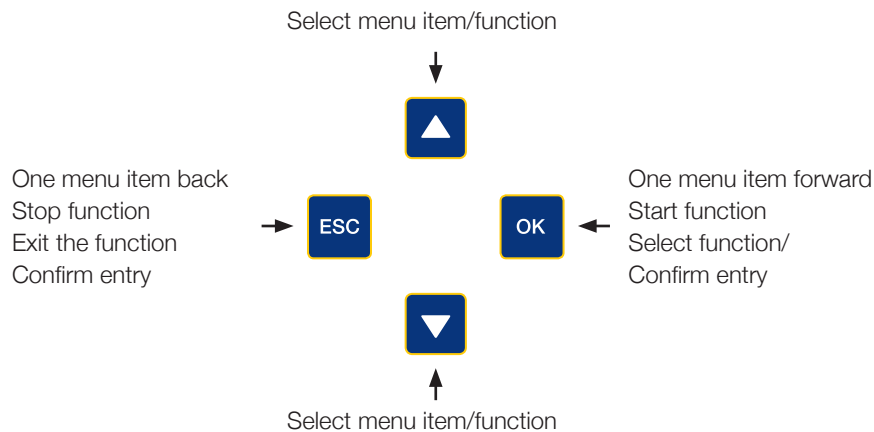 Select menu item/function
One menu item back
Stop function
Exit the function
Confirm entry
ESC
OK
One menu item forward
Start function
Select function/
Confirm entry
Select menu item/function